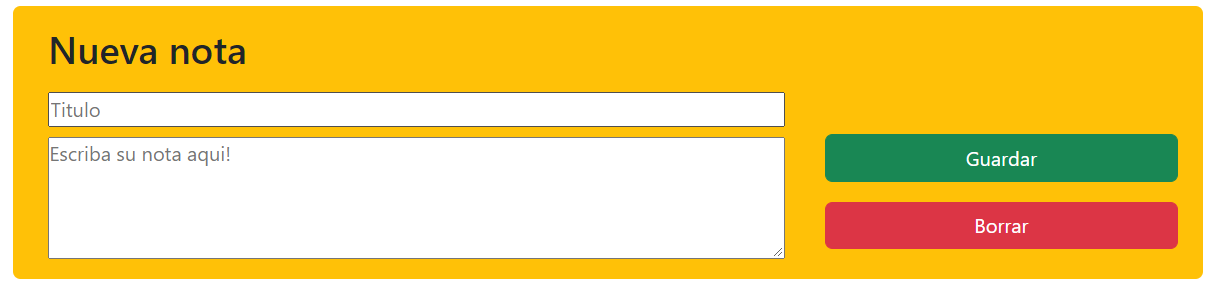 Nueva nota
Titulo
Escriba su nota aqui!
Guardar
Borrar